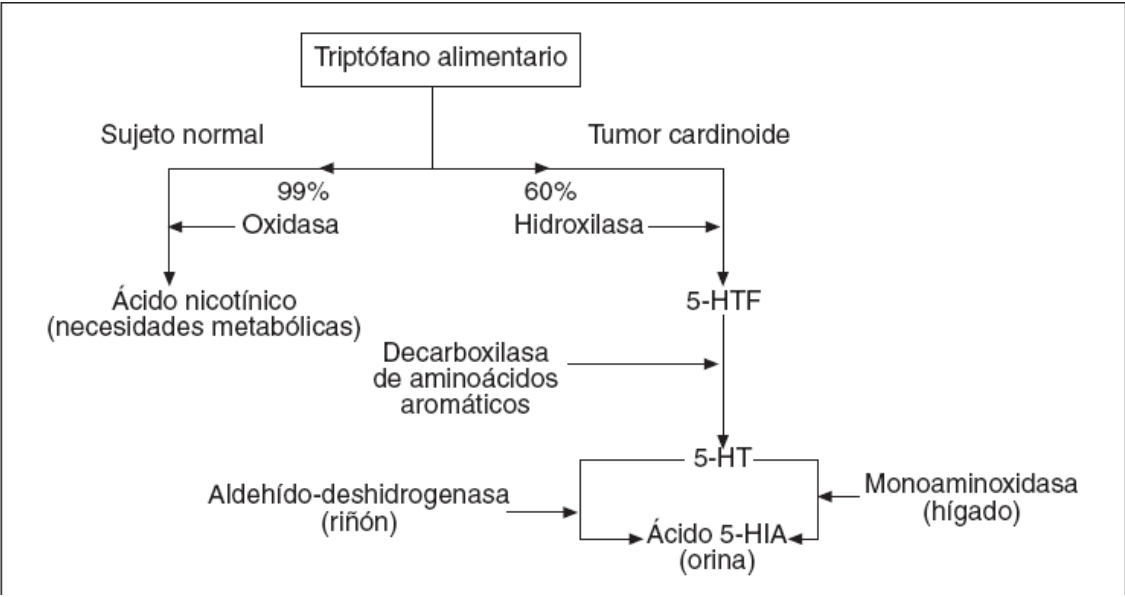 Triptófano alimentario
Sujeto normal
Tumor cardinoide
99%
60%
Oxidasa
Hidroxilasa
Ácido nicotínico
(necesidades metabólicas)
5-HTF
Decarboxilasa
de aminoácidos
aromáticos
5-HT
Aldehído-deshidrogenasa
(riñón)
Monoaminoxidasa
(hígado)
Ácido 5-HIA
(orina)